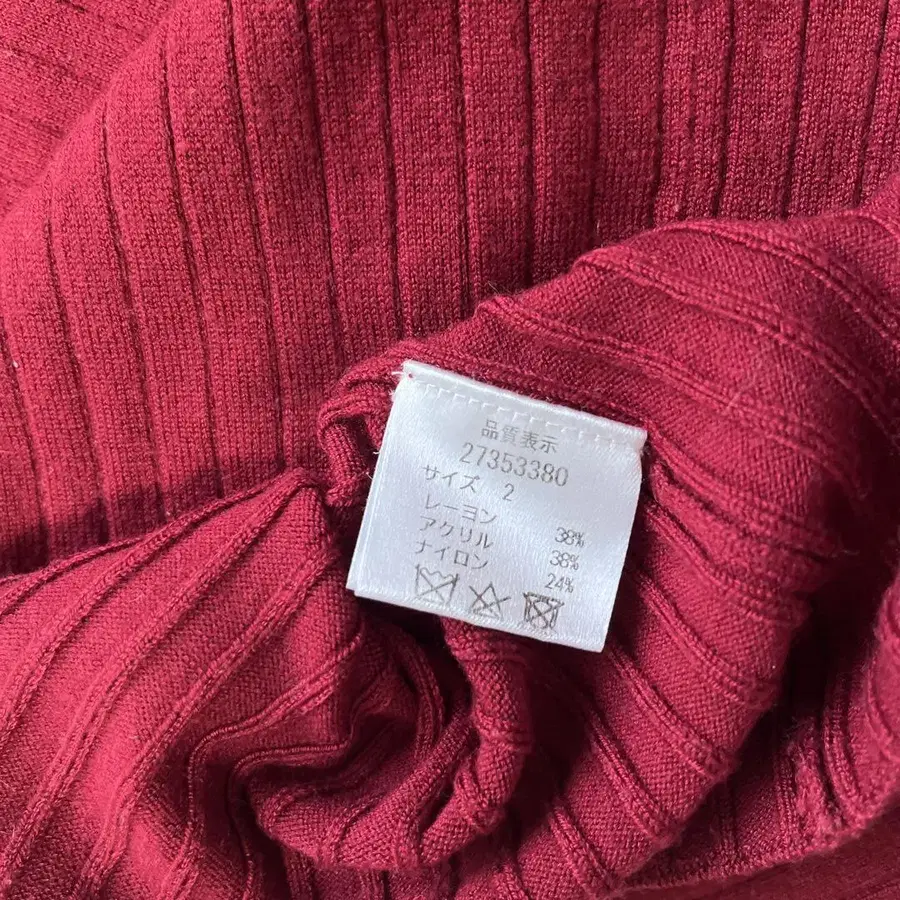 品質表示
27353380
サイズ 2
レーヨン 38%
アクリル 38%
ナイロン 24%